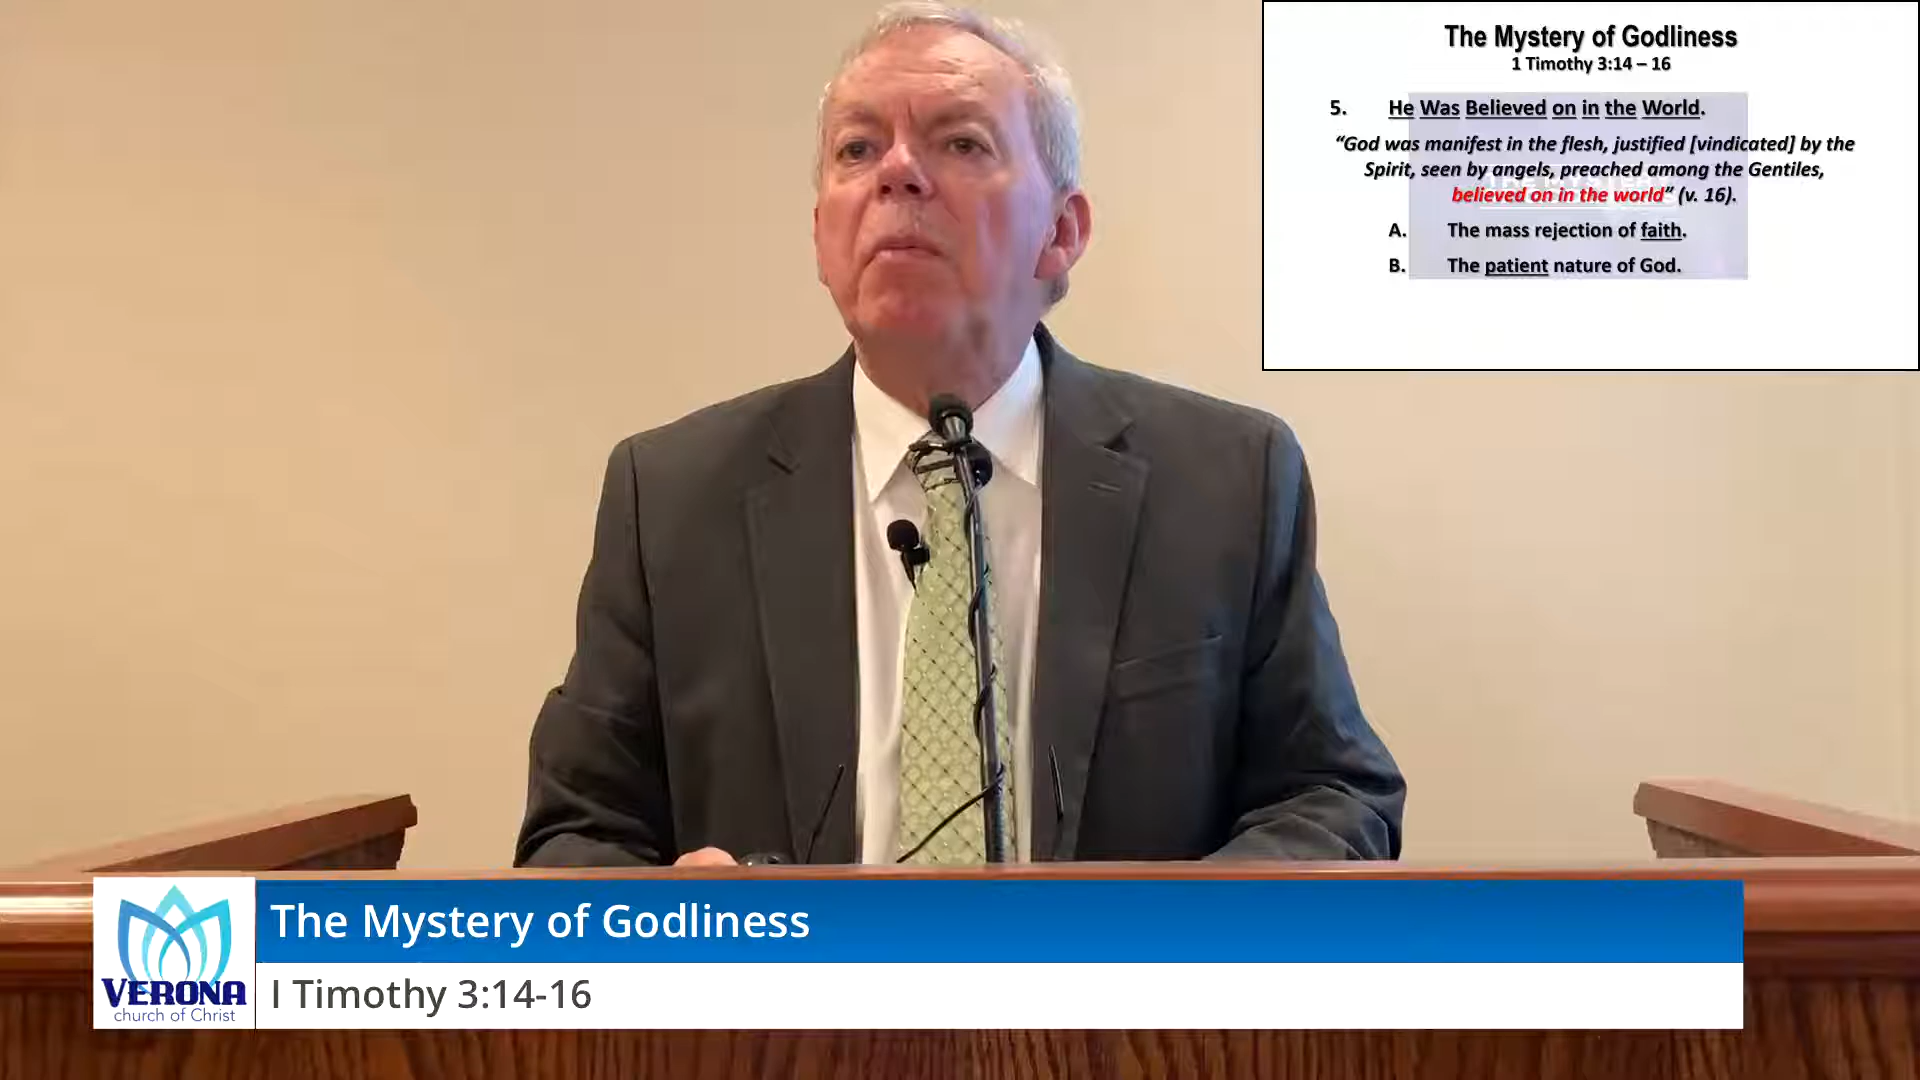 The Mystery of Godliness
1 Timothy 3:14 – 16
5. He Was Believed on in the World.
“God was manifest in the flesh, justified [vindicated] by the
Spirit, seen by angels, preached among the Gentiles,
believed on in the world” (v. 16).
A. The mass rejection of faith.
B. The patient nature of God.
The Mystery of Godliness
I Timothy 3:14-16
VERONA
church of Christ